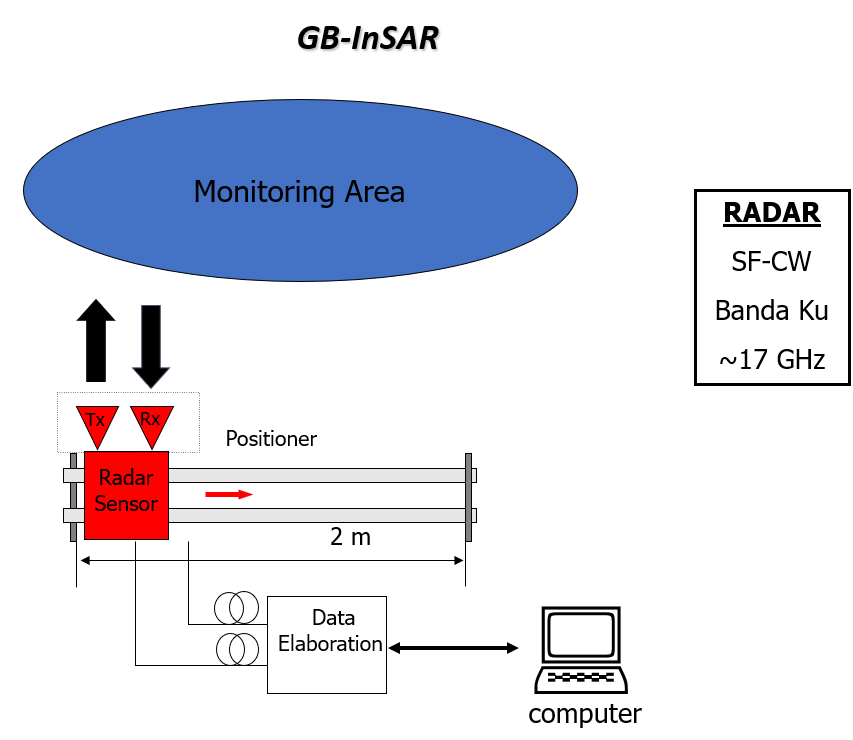 GB-InSAR
Monitoring Area
RADAR
SF-CW
Banda Ku
~17 GHz
Tx
Rx
Positioner
Radar
Sensor
2 m
Data
Elaboration
computer